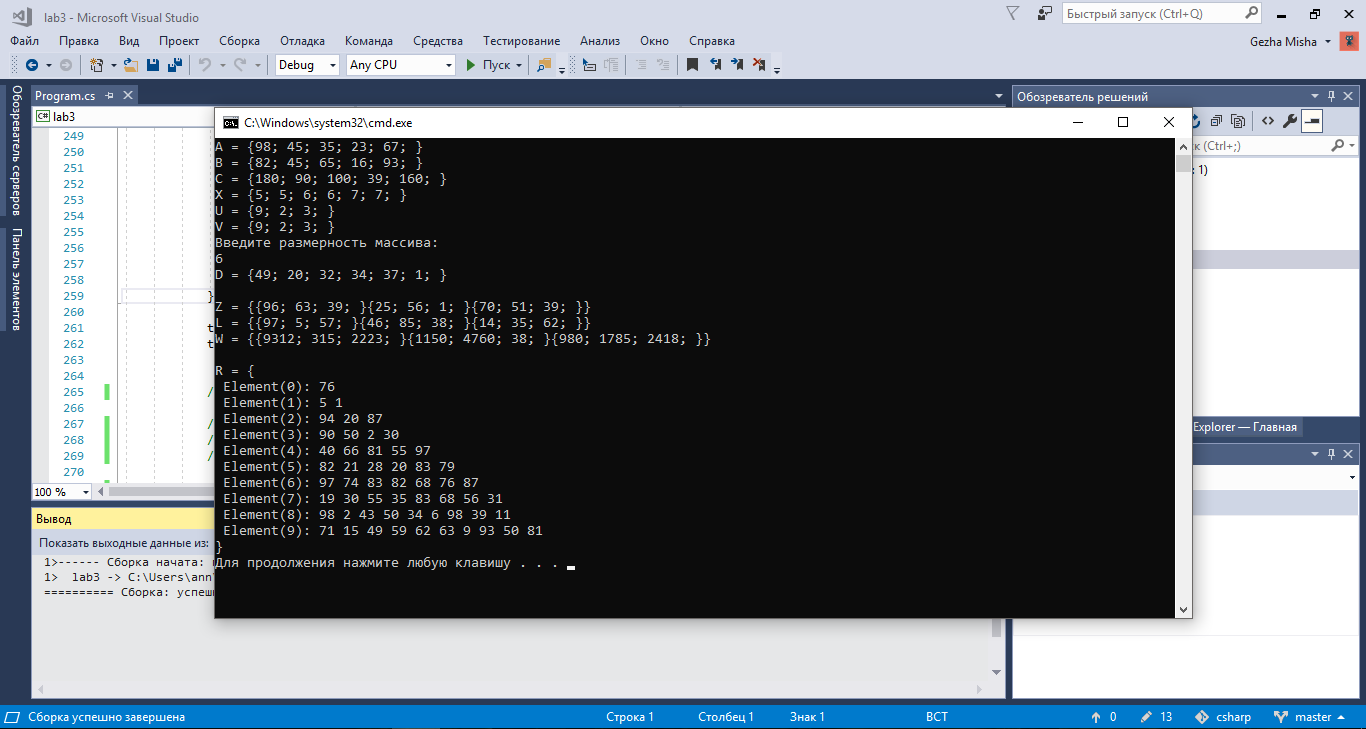 lab3 - Microsoft Visual Studio
Быстрый запуск (Ctrl+Q)
Файл Правка Вид Проект Сборка Отладка Команда Средства Тестирование Анализ Окно Справка
Gezha Misha
Debug Any CPU Пуск
Обозреватель серверов
Панель элементов
Program.cs
C# lab3
249
250
251
252
253
254
255
256
257
258
259 }
260
261 t
262 t
263
264
265 /
266
267 /
268 /
269 /
270
100 %
C:\Windows\system32\cmd.exe
A = {98; 45; 35; 23; 67; }
B = {82; 45; 65; 16; 93; }
C = {180; 90; 100; 39; 160; }
X = {5; 5; 6; 6; 7; 7; }
U = {9; 2; 3; }
V = {9; 2; 3; }
Введите размерность массива:
6
D = {49; 20; 32; 34; 37; 1; }
Z = {{96; 63; 39; }{25; 56; 1; }{70; 51; 39; }}
L = {{97; 5; 57; }{46; 85; 38; }{14; 35; 62; }}
W = {{9312; 315; 2223; }{1150; 4760; 38; }{980; 1785; 2418; }}
R = {
Element(0): 76
Element(1): 5 1
Element(2): 94 20 87
Element(3): 90 50 2 30
Element(4): 40 66 81 55 97
Element(5): 82 21 28 20 83 79
Element(6): 97 74 83 82 68 76 87
Element(7): 19 30 55 35 83 68 56 31
Element(8): 98 2 43 50 34 6 98 39 11
Element(9): 71 15 49 59 62 63 9 93 50 81
}
Для продолжения нажмите любую клавишу . . .
Обозреватель решений
(Ctrl+;)
1)
Explorer — Главная
Вывод
Показать выходные данные из:
1>------ Сборка начата:
1> lab3 -> C:\Users\ann
========== Сборка: успеш
Сборка успешно завершена Строка 1 Столбец 1 Знак 1 ВСТ 0 13 csharp master